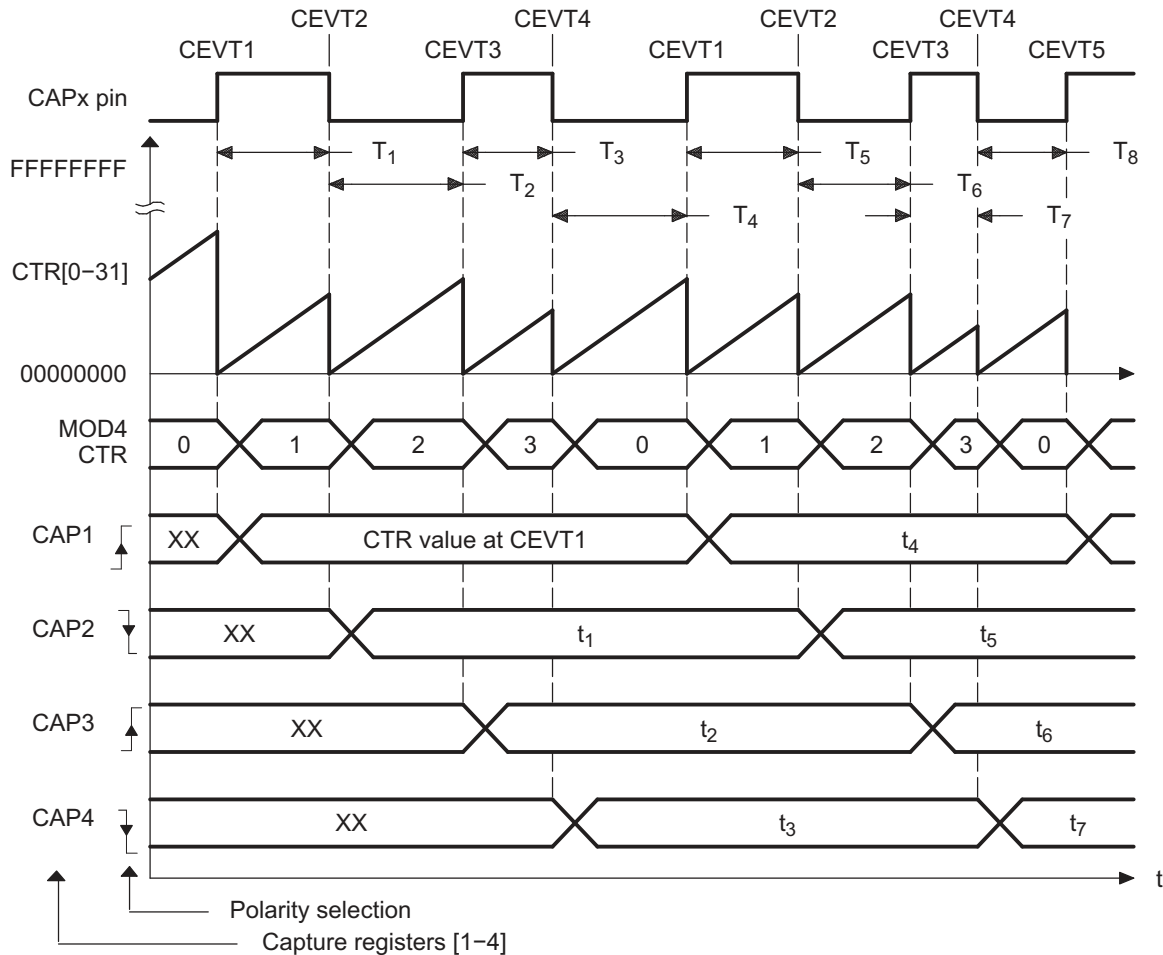 CEVT2 CEVT4 CEVT2 CEVT4
CEVT1 CEVT3 CEVT1 CEVT3 CEVT5
CAPx pin
T₁ T₃ T₅ T₈
FFFFFFFF
T₂ T₆
T₄ T₇
CTR[0−31]
00000000
MOD4
CTR
0 1 2 3 0 1 2 3 0
CAP1 XX CTR value at CEVT1 t₄
CAP2 XX t₁ t₅
CAP3 XX t₂ t₆
CAP4 XX t₃ t₇
t
Polarity selection
Capture registers [1−4]